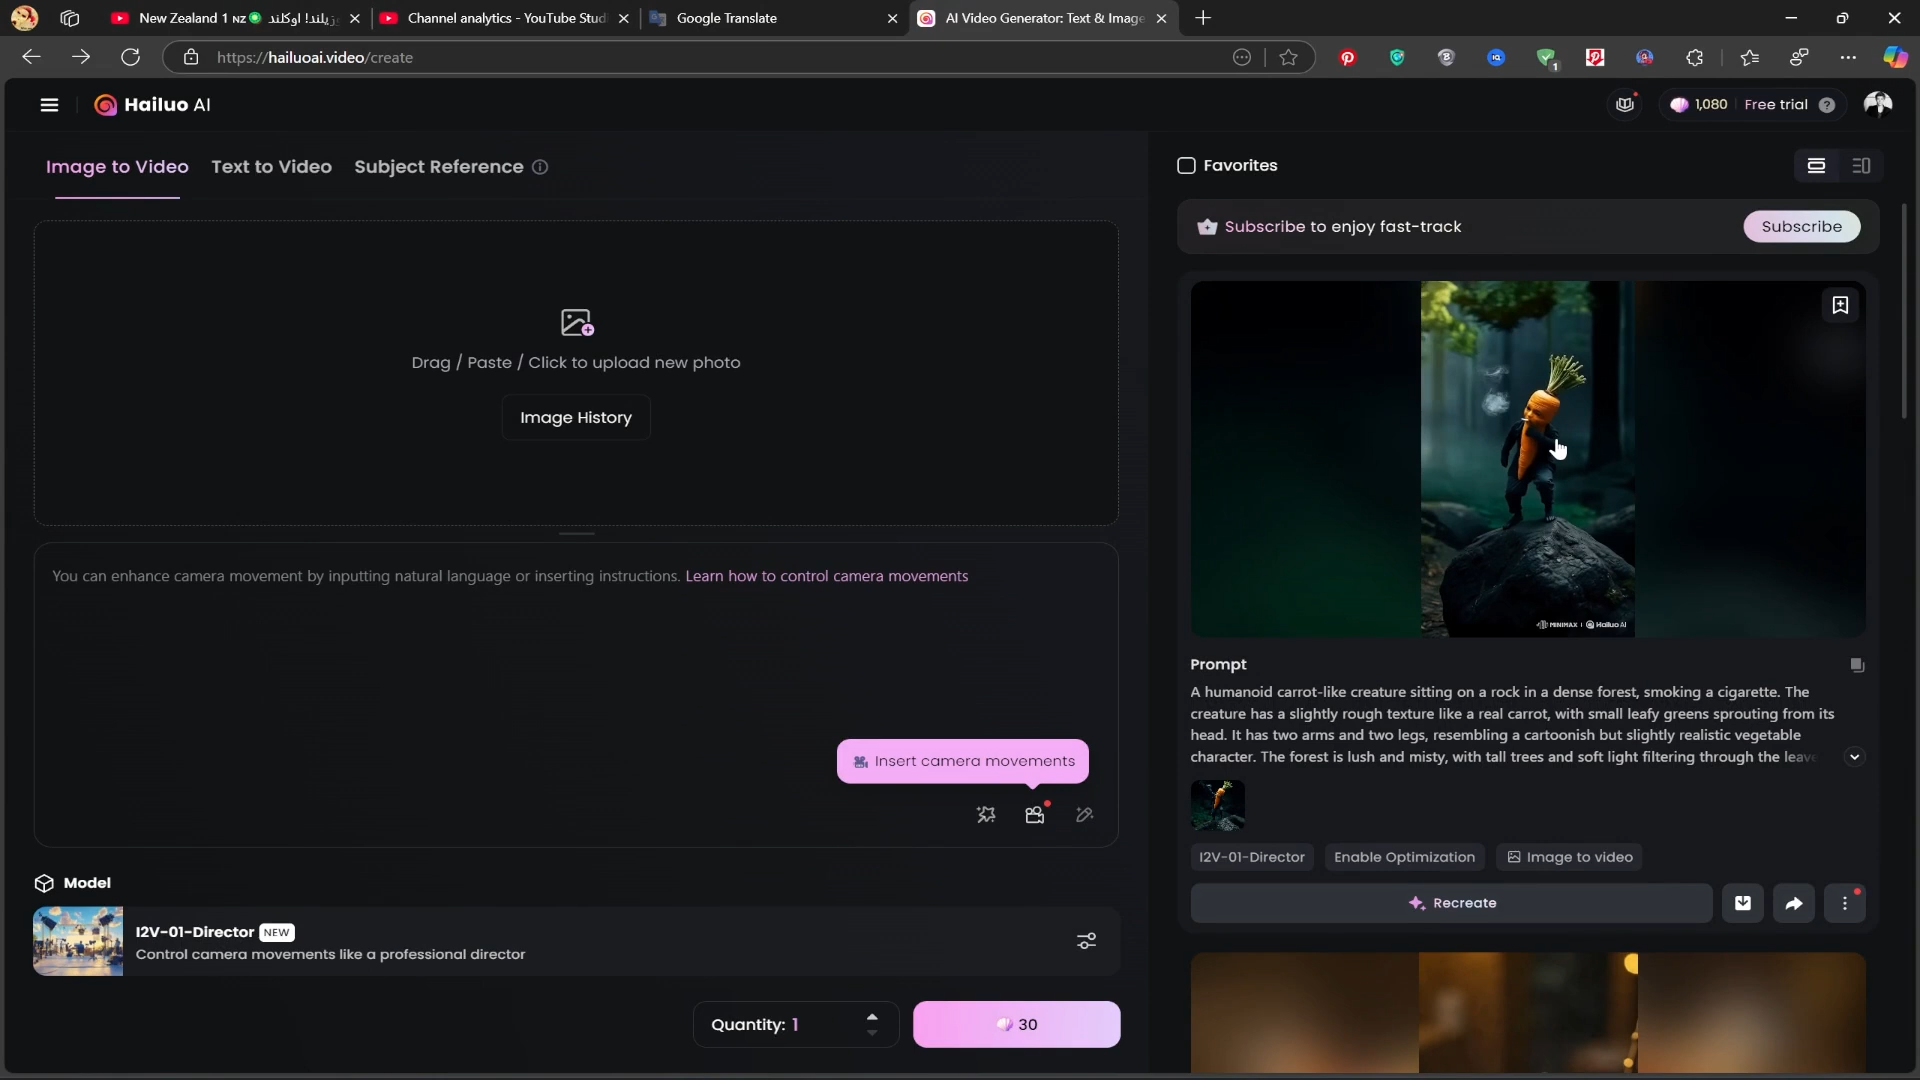 New Zealand 1 NZ
Channel analytics - YouTube Stud
Google Translate
AI Video Generator: Text & Image
https://hailuoai.video/create
1
Hailuo AI
1,080 Free trial ?
Image to Video Text to Video Subject Reference
Favorites
Subscribe to enjoy fast-track
Subscribe
Drag / Paste / Click to upload new photo
Image History
MINIMAX | Hailuo AI
You can enhance camera movement by inputting natural language or inserting instructions. Learn how to control camera movements
Insert camera movements
Prompt
A humanoid carrot-like creature sitting on a rock in a dense forest, smoking a cigarette. The
creature has a slightly rough texture like a real carrot, with small leafy greens sprouting from its
head. It has two arms and two legs, resembling a cartoonish but slightly realistic vegetable
character. The forest is lush and misty, with tall trees and soft light filtering through the leave
I2V-01-Director Enable Optimization Image to video
Recreate
Model
I2V-01-Director NEW
Control camera movements like a professional director
Quantity: 1
30